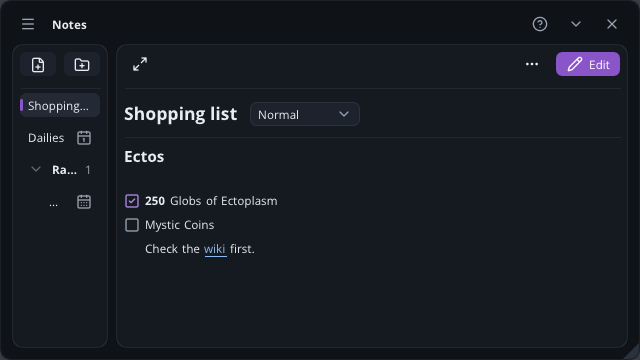 Notes
Edit
Shopping...
Shopping list
Normal
Dailies
Ectos
Ra... 1
...
250 Globs of Ectoplasm
Mystic Coins
Check the wiki first.